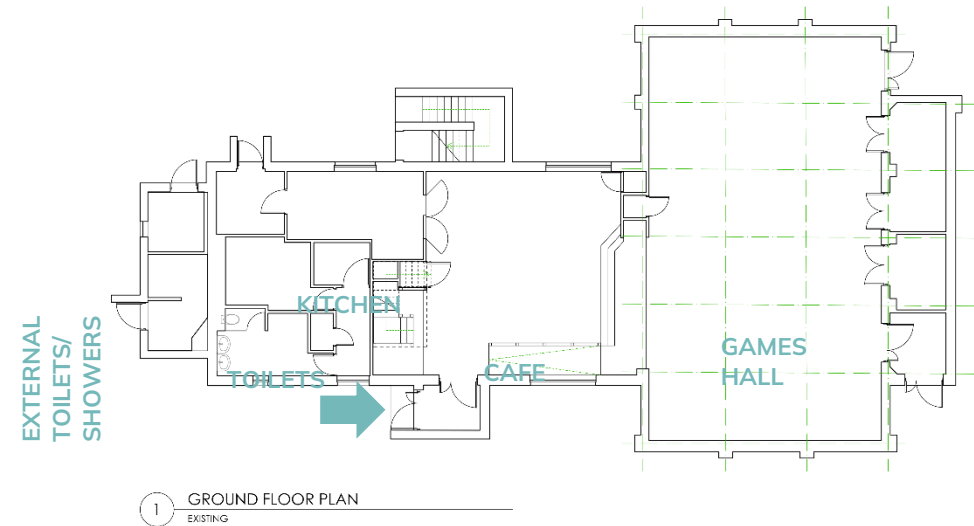 EXTERNAL
TOILETS/
SHOWERS
KITCHEN
TOILETS
CAFE
GAMES
HALL
1
GROUND FLOOR PLAN
EXISTING